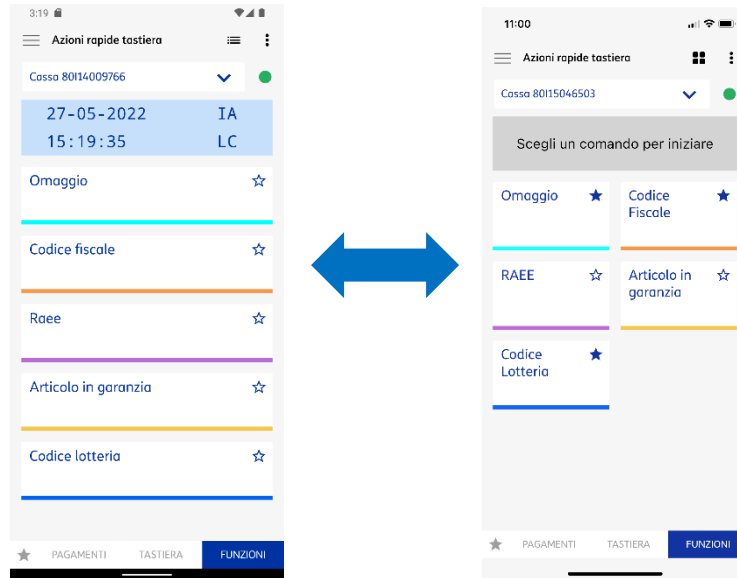 3:19
Azioni rapide tastiera
Cassa 80I14009766
27-05-2022 IA
15:19:35 LC
Omaggio
Codice fiscale
Raee
Articolo in garanzia
Codice lotteria
PAGAMENTI TASTIERA FUNZIONI
11:00
Azioni rapide tastiera
Cassa 80I15046503
Scegli un comando per iniziare
Omaggio
Codice
Fiscale
RAEE
Articolo in
garanzia
Codice
Lotteria
PAGAMENTI TASTIERA FUNZIONI